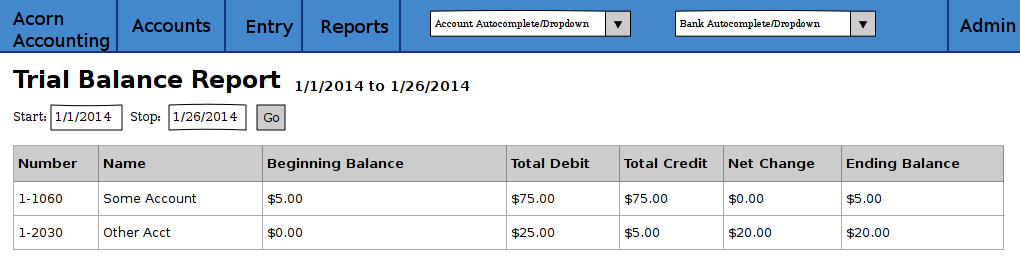 Acorn Accounting
Accounts
Entry
Reports
Account Autocomplete/Dropdown ▼
Bank Autocomplete/Dropdown ▼
Admin
Trial Balance Report 1/1/2014 to 1/26/2014
Start: 1/1/2014 Stop: 1/26/2014 Go
Number Name Beginning Balance Total Debit Total Credit Net Change Ending Balance
1-1060 Some Account $5.00 $75.00 $75.00 $0.00 $5.00
1-2030 Other Acct $0.00 $25.00 $5.00 $20.00 $20.00